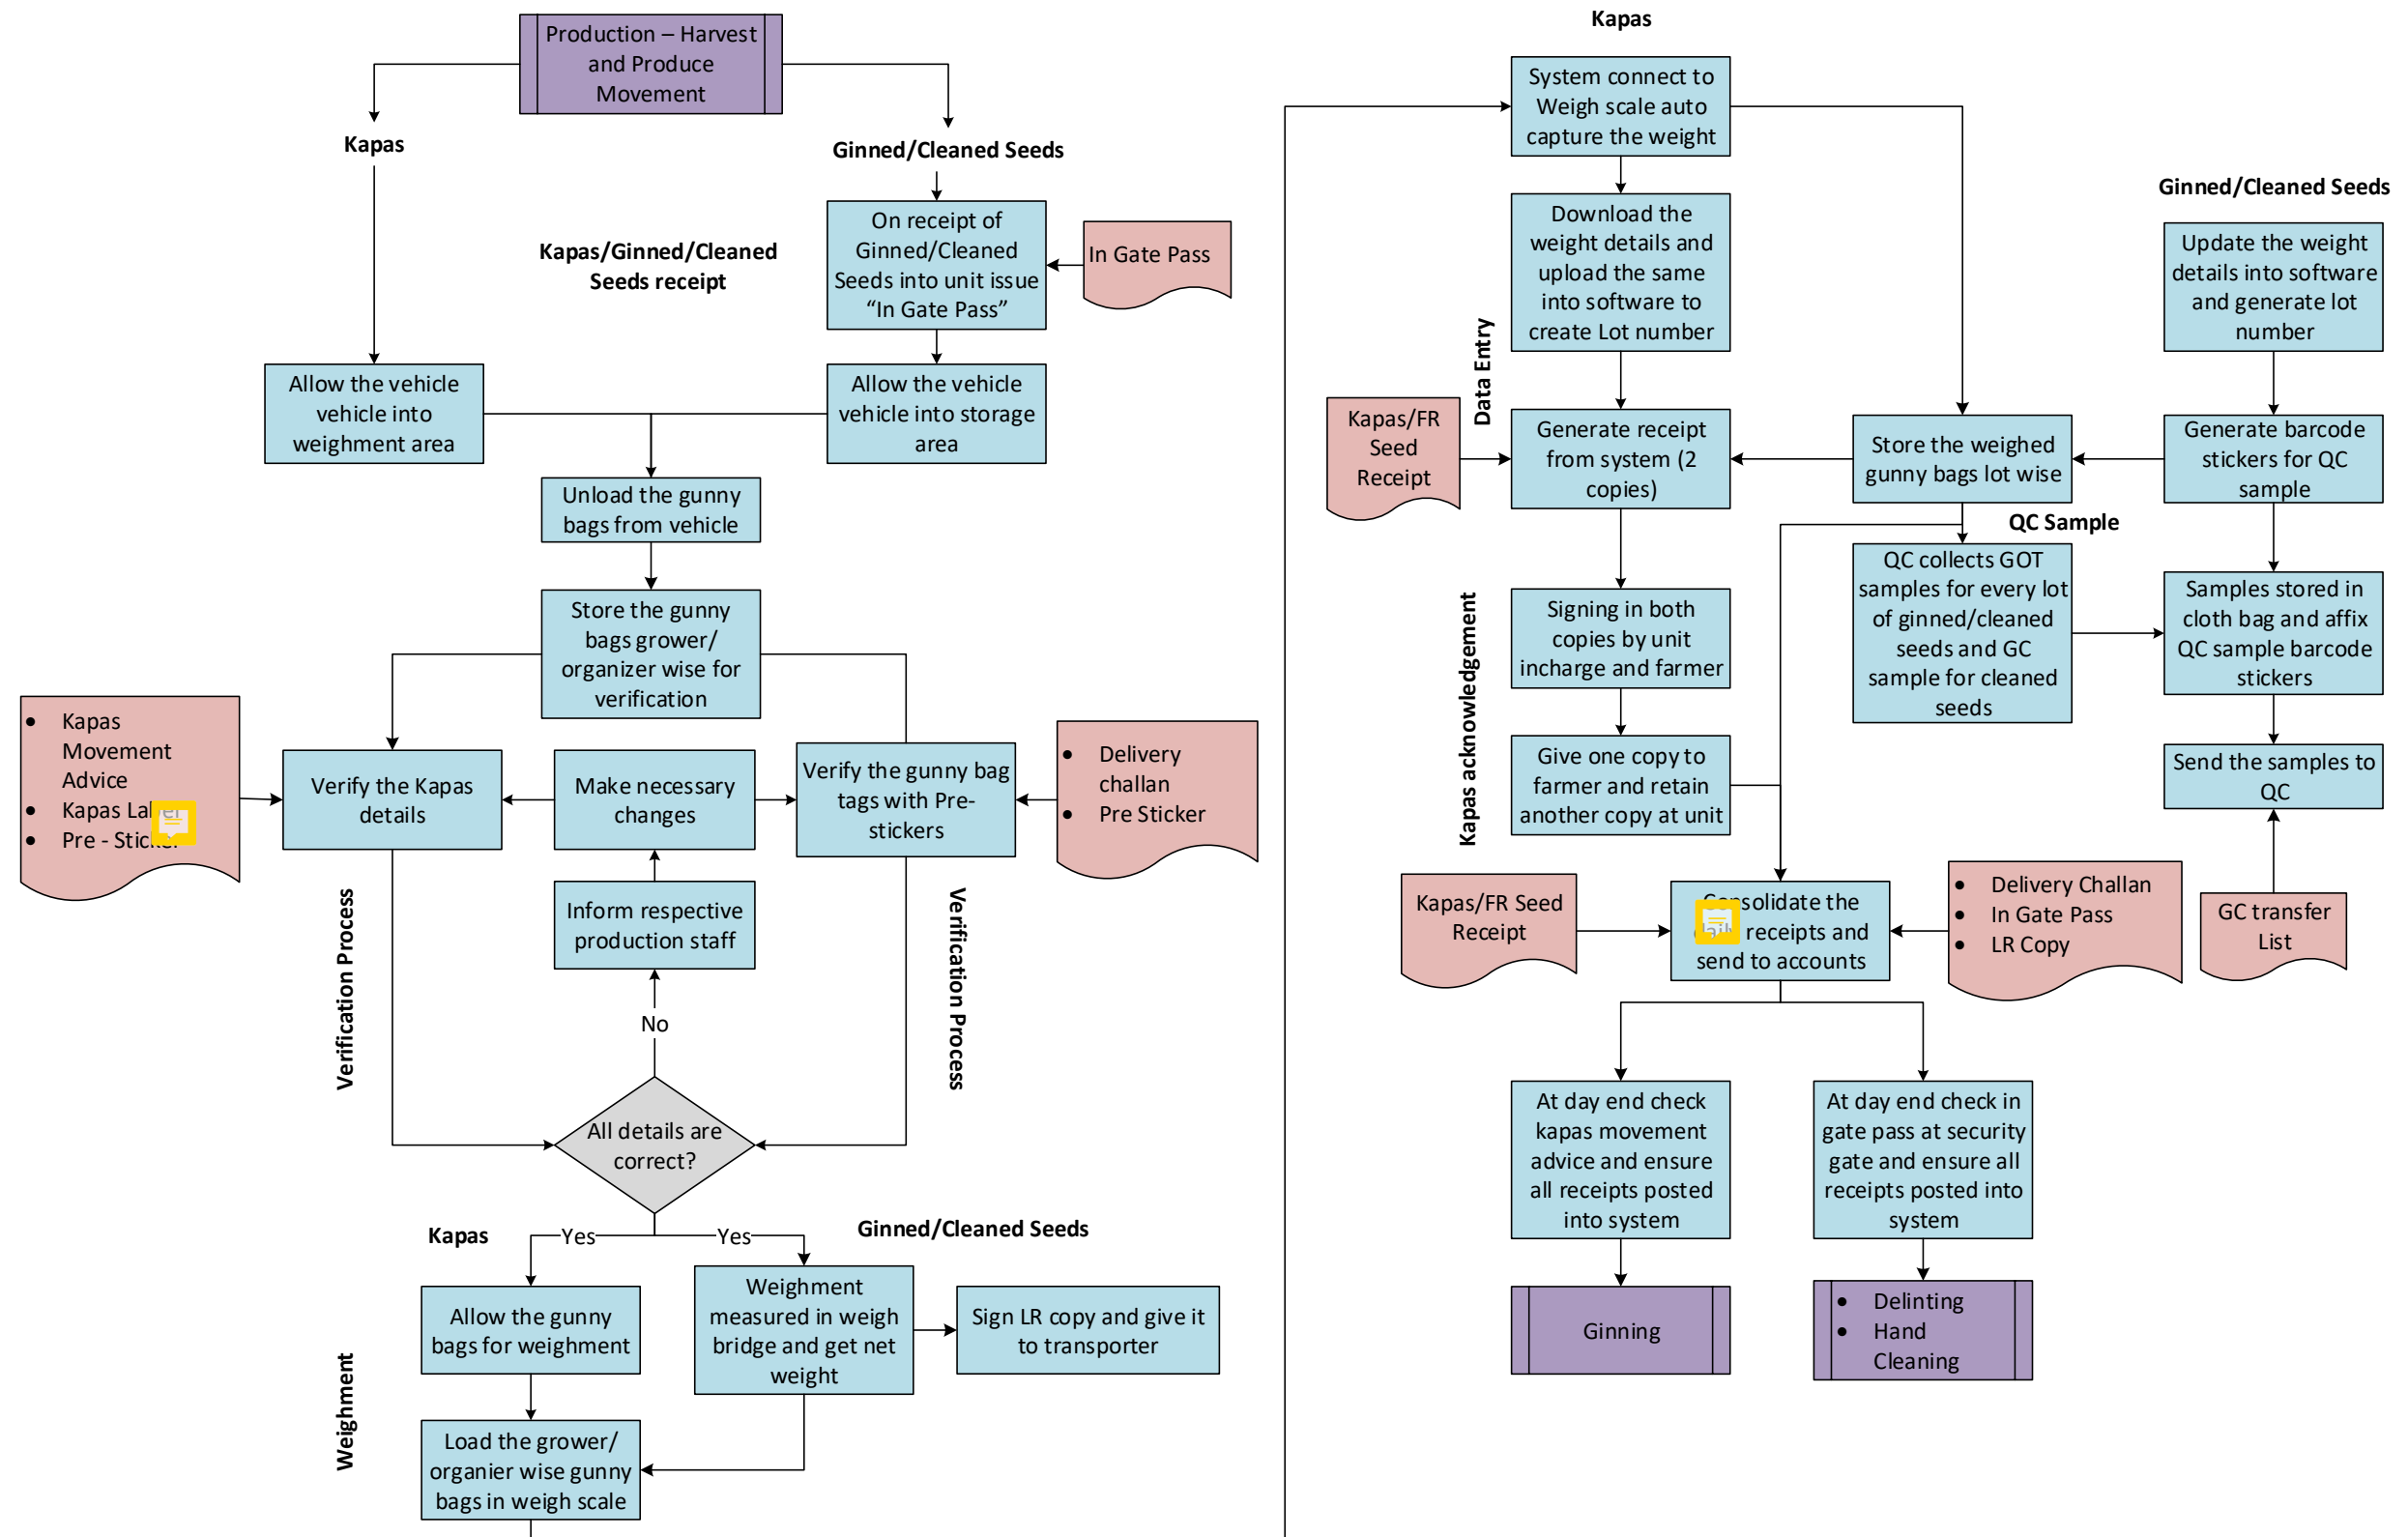 Production – Harvest
and Produce
Movement
Kapas
Ginned/Cleaned Seeds
Kapas/Ginned/Cleaned
Seeds receipt
On receipt of
Ginned/Cleaned
Seeds into unit issue
“In Gate Pass”
In Gate Pass
Allow the vehicle
vehicle into
weighment area
Allow the vehicle
vehicle into storage
area
Unload the gunny
bags from vehicle
Store the gunny
bags grower/
organizer wise for
verification
• Kapas
Movement
Advice
• Kapas Label
• Pre - Sticker
Verify the Kapas
details
Make necessary
changes
Verify the gunny bag
tags with Pre-
stickers
• Delivery
challan
• Pre Sticker
Inform respective
production staff
Verification Process
Verification Process
No
All details are
correct?
Kapas
Yes
Yes
Ginned/Cleaned Seeds
Allow the gunny
bags for weighment
Weighment
measured in weigh
bridge and get net
weight
Sign LR copy and give it
to transporter
Weighment
Load the grower/
organier wise gunny
bags in weigh scale
Kapas
System connect to
Weigh scale auto
capture the weight
Download the
weight details and
upload the same
into software to
create Lot number
Ginned/Cleaned Seeds
Update the weight
details into software
and generate lot
number
Data Entry
Kapas/FR
Seed
Receipt
Generate receipt
from system (2
copies)
Store the weighed
gunny bags lot wise
Generate barcode
stickers for QC
sample
QC Sample
Kapas acknowledgement
Signing in both
copies by unit
incharge and farmer
QC collects GOT
samples for every lot
of ginned/cleaned
seeds and GC
sample for cleaned
seeds
Samples stored in
cloth bag and affix
QC sample barcode
stickers
Give one copy to
farmer and retain
another copy at unit
Send the samples to
QC
Kapas/FR Seed
Receipt
Consolidate the
daily receipts and
send to accounts
• Delivery Challan
• In Gate Pass
• LR Copy
GC transfer
List
At day end check
kapas movement
advice and ensure
all receipts posted
into system
At day end check in
gate pass at security
gate and ensure all
receipts posted into
system
Ginning
• Delinting
• Hand
Cleaning